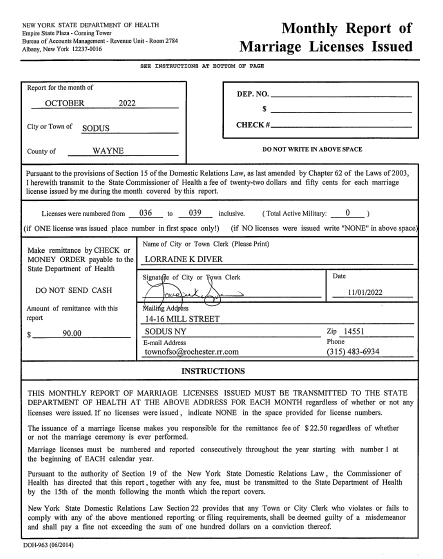 NEW YORK STATE DEPARTMENT OF HEALTH
Empire State Plaza - Corning Tower
Bureau of Accounts Management - Revenue Unit - Room 2784
Albany, New York 12237-0016
Monthly Report of
Marriage Licenses Issued
SEE INSTRUCTIONS AT BOTTOM OF PAGE
Report for the month of
OCTOBER 2022
City or Town of SODUS
County of WAYNE
DEP. NO.
$
CHECK #
DO NOT WRITE IN ABOVE SPACE
Pursuant to the provisions of Section 15 of the Domestic Relations Law, as last amended by Chapter 62 of the Laws of 2003,
I herewith transmit to the State Commissioner of Health a fee of twenty-two dollars and fifty cents for each marriage
license issued by me during the month covered by this report.
Licenses were numbered from 036 to 039 inclusive. ( Total Active Military: 0 )
(if ONE license was issued place number in first space only!) (if NO licenses were issued write "NONE" in above space)
Make remittance by CHECK or
MONEY ORDER payable to the
State Department of Health
DO NOT SEND CASH
Amount of remittance with this
report
$ 90.00
Name of City or Town Clerk (Please Print)
LORRAINE K DIVER
Signature of City or Town Clerk
Date
11/01/2022
Mailing Address
14-16 MILL STREET
SODUS NY Zip 14551
E-mail Address Phone
townofso@rochester.rr.com (315) 483-6934
INSTRUCTIONS
THIS MONTHLY REPORT OF MARRIAGE LICENSES ISSUED MUST BE TRANSMITTED TO THE STATE
DEPARTMENT OF HEALTH AT THE ABOVE ADDRESS FOR EACH MONTH regardless of whether or not any
licenses were issued. If no licenses were issued , indicate NONE in the space provided for license numbers.
The issuance of a marriage license makes you responsible for the remittance fee of $ 22.50 regardless of whether
or not the marriage ceremony is ever performed.
Marriage licenses must be numbered and reported consecutively throughout the year starting with number 1 at
the beginning of EACH calendar year.
Pursuant to the authority of Section 19 of the New York State Domestic Relations Law , the Commissioner of
Health has directed that this report , together with any fee, must be transmitted to the State Department of Health
by the 15th of the month following the month which the report covers.
New York State Domestic Relations Law Section 22 provides that any Town or City Clerk who violates or fails to
comply with any of the above mentioned reporting or filing requirements, shall be deemed guilty of a misdemeanor
and shall pay a fine not exceeding the sum of one hundred dollars on a conviction thereof.
DOH-963 (06/2014)